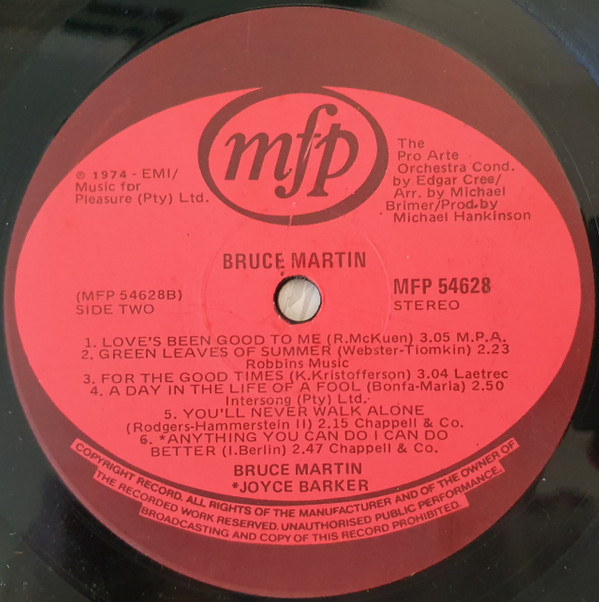 mfp
℗ 1974 - EMI/
Music for
Pleasure (Pty) Ltd.
The
Pro Arte
Orchestra Cond.
by Edgar Cree/
Arr. by Michael
Brimer/Prod.by
Michael Hankinson
BRUCE MARTIN
(MFP 54628B)
SIDE TWO
MFP 54628
STEREO
1. LOVE'S BEEN GOOD TO ME (R.McKuen) 3.05 M.P.A.
2. GREEN LEAVES OF SUMMER (Webster-Tiomkin) 2.23
Robbins Music
3. FOR THE GOOD TIMES (K.Kristofferson) 3.04 Laetrec
4. A DAY IN THE LIFE OF A FOOL (Bonfa-Maria) 2.50
Intersong (Pty) Ltd.
5. YOU'LL NEVER WALK ALONE
(Rodgers-Hammerstein II) 2.15 Chappell & Co.
6. *ANYTHING YOU CAN DO I CAN DO
BETTER (I.Berlin) 2.47 Chappell & Co.
BRUCE MARTIN
*JOYCE BARKER
COPYRIGHT RECORD. ALL RIGHTS OF THE MANUFACTURER AND OF THE OWNER OF
THE RECORDED WORK RESERVED. UNAUTHORISED PUBLIC PERFORMANCE,
BROADCASTING AND COPY OF THIS RECORD PROHIBITED.